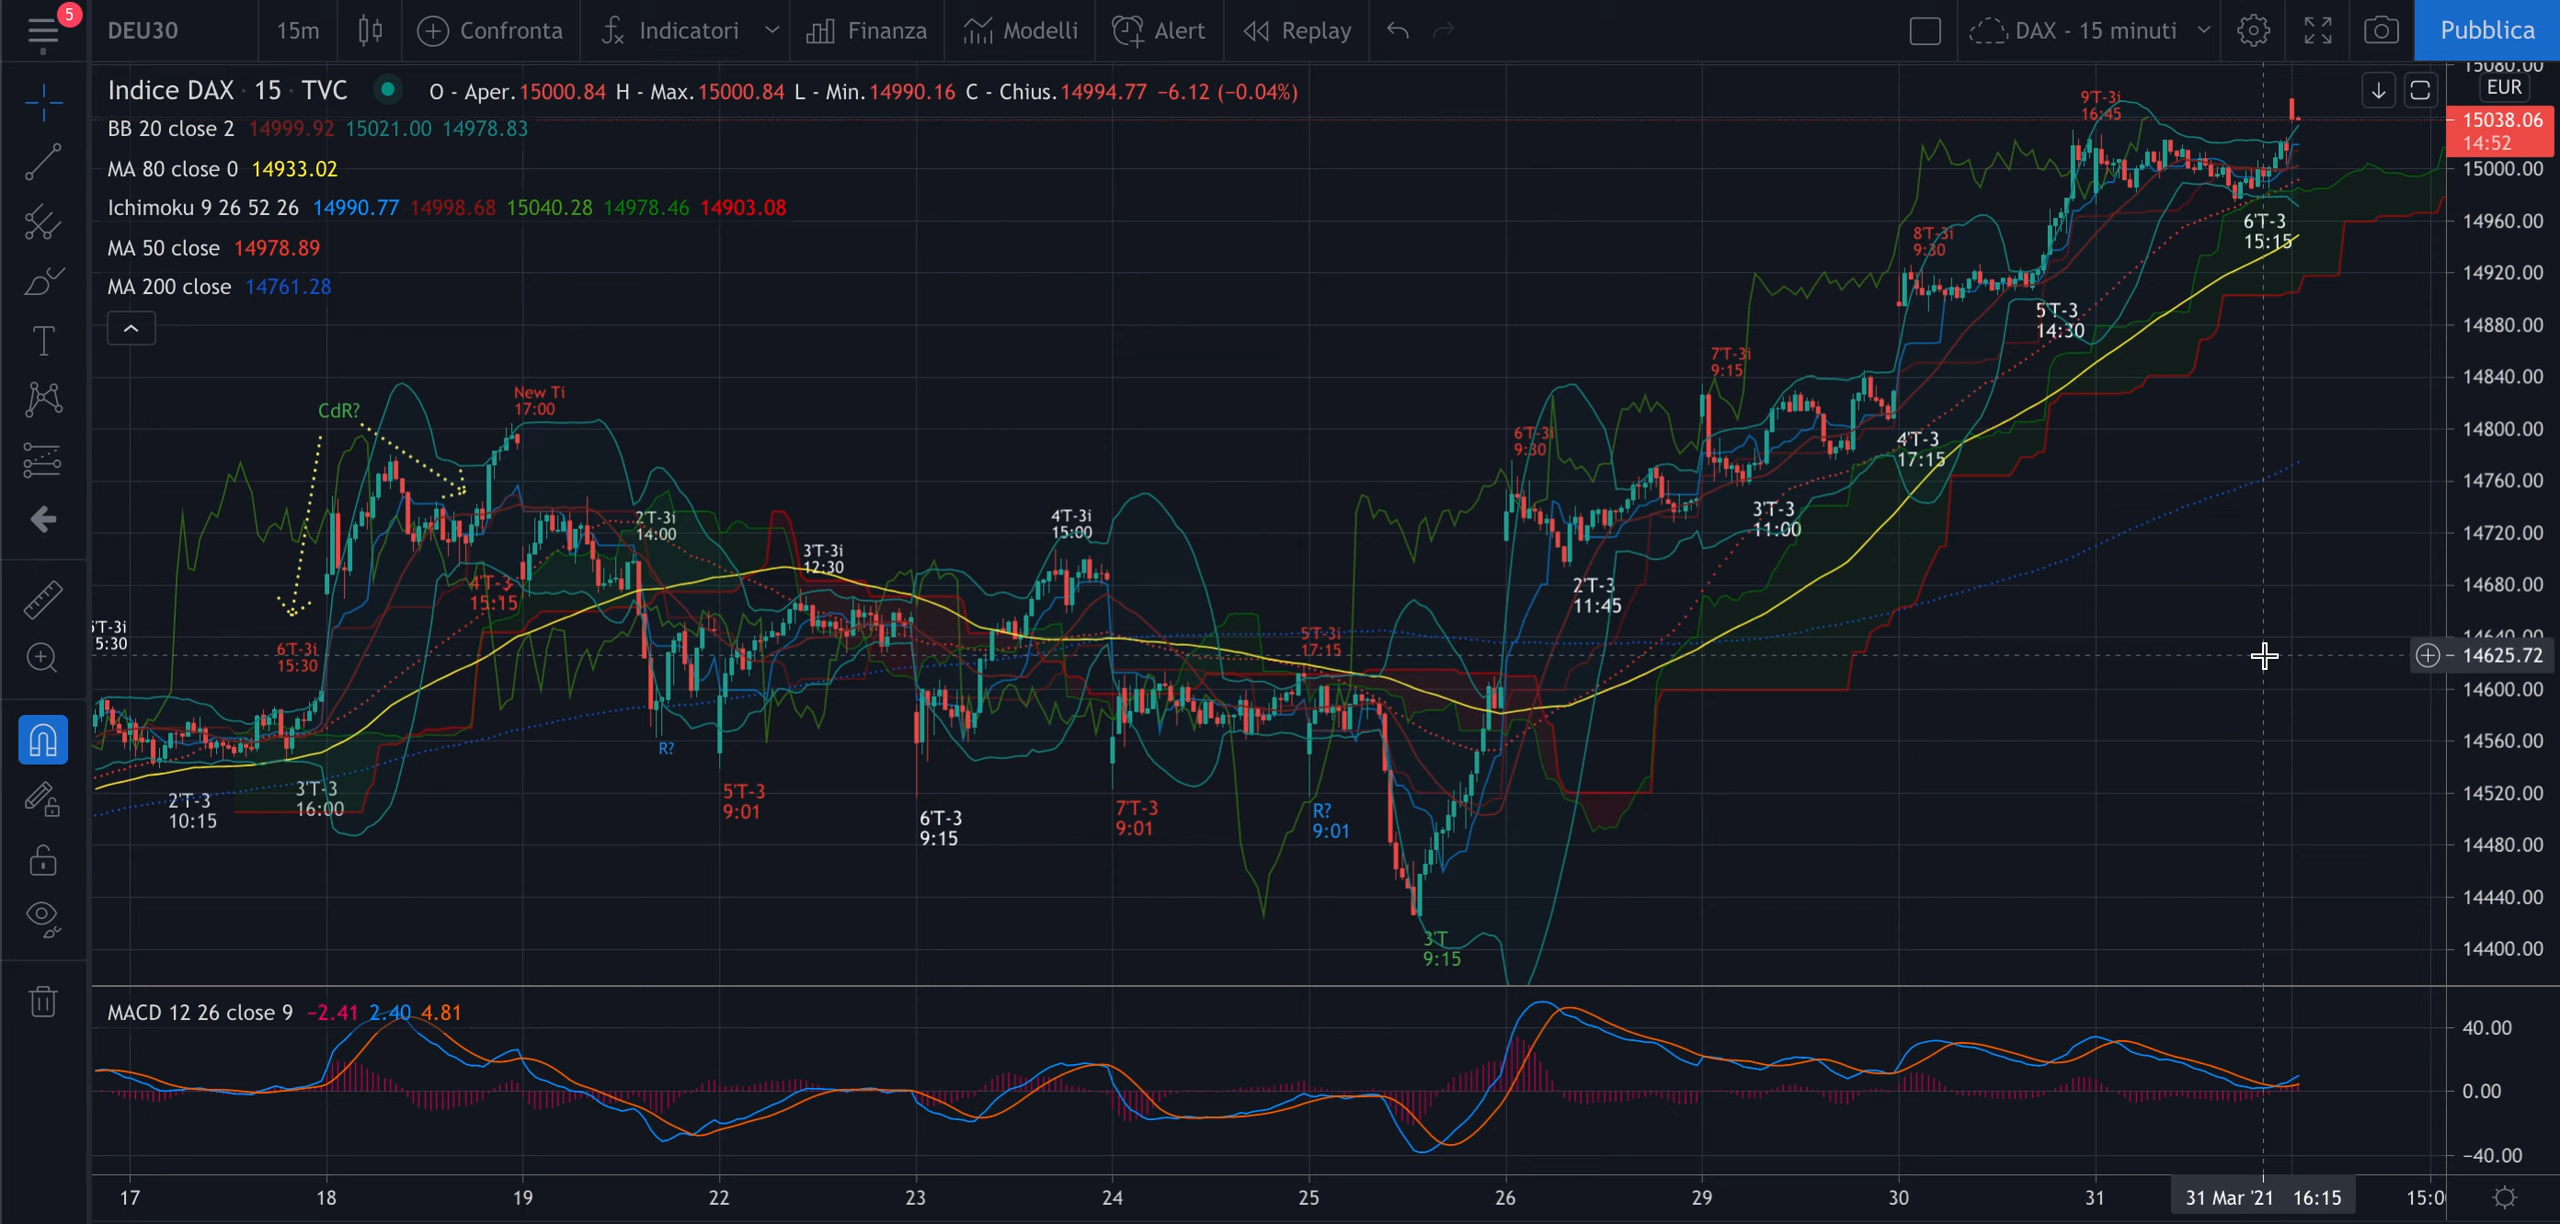 5
DEU30
15m
Confronta
Indicatori
Finanza
Modelli
Alert
Replay
DAX - 15 minuti
Pubblica
Indice DAX · 15 · TVC
O - Aper.15000.84 H - Max.15000.84 L - Min.14990.16 C - Chius.14994.77 −6.12 (−0.04%)
BB 20 close 2 14999.92 15021.00 14978.83
MA 80 close 0 14933.02
Ichimoku 9 26 52 26 14990.77 14998.68 15040.28 14978.46 14903.08
MA 50 close 14978.89
MA 200 close 14761.28
CdR?
New Ti
17:00
6'T-3i
15:30
5:30
2'T-3
10:15
3'T-3
16:00
4'T-3
15:15
2'T-3i
14:00
R?
5'T-3
9:01
3'T-3i
12:30
6'T-3
9:15
4'T-3i
15:00
7'T-3
9:01
5'T-3i
17:15
R?
9:01
3'T
9:15
6'T-3i
9:30
2'T-3
11:45
7'T-3i
9:15
3'T-3
11:00
8'T-3i
9:30
4'T-3
17:15
5'T-3
14:30
9'T-3i
16:45
6'T-3
15:15
15080.00
EUR
15038.06
14:52
15000.00
14960.00
14920.00
14880.00
14840.00
14800.00
14760.00
14720.00
14680.00
14640.00
14625.72
14600.00
14560.00
14520.00
14480.00
14440.00
14400.00
MACD 12 26 close 9 −2.41 2.40 4.81
40.00
0.00
−40.00
17
18
19
22
23
24
25
26
29
30
31
31 Mar '21 16:15
15:0